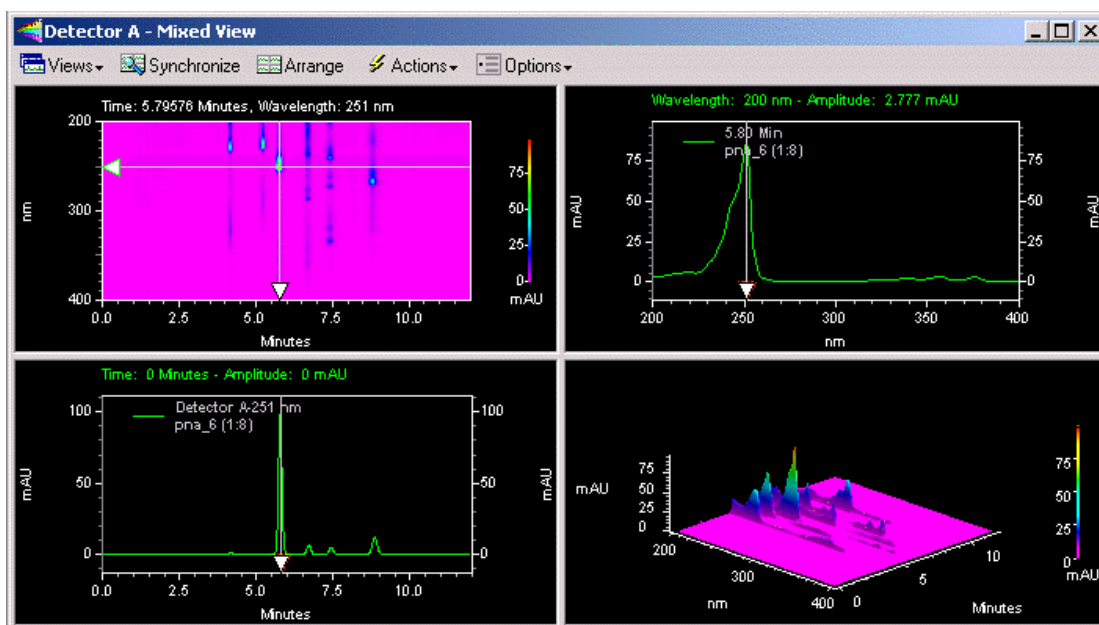 Detector A - Mixed View
Views Synchronize Arrange Actions Options
Time: 5.79576 Minutes, Wavelength: 251 nm
200
300
400
nm
0.0 2.5 5.0 7.5 10.0
Minutes
75
50
25
0
mAU
Wavelength: 200 nm - Amplitude: 2.777 mAU
5.80 Min
pna_6 (1:8)
75
50
25
0
mAU
75
50
25
0
mAU
200 250 300 350 400
nm
Time: 0 Minutes - Amplitude: 0 mAU
Detector A-251 nm
pna_6 (1:8)
100
50
0
mAU
100
50
0
mAU
0.0 2.5 5.0 7.5 10.0
Minutes
75
50
25
0
mAU
200
300
400
nm
0
5
10
Minutes
75
50
25
0
mAU